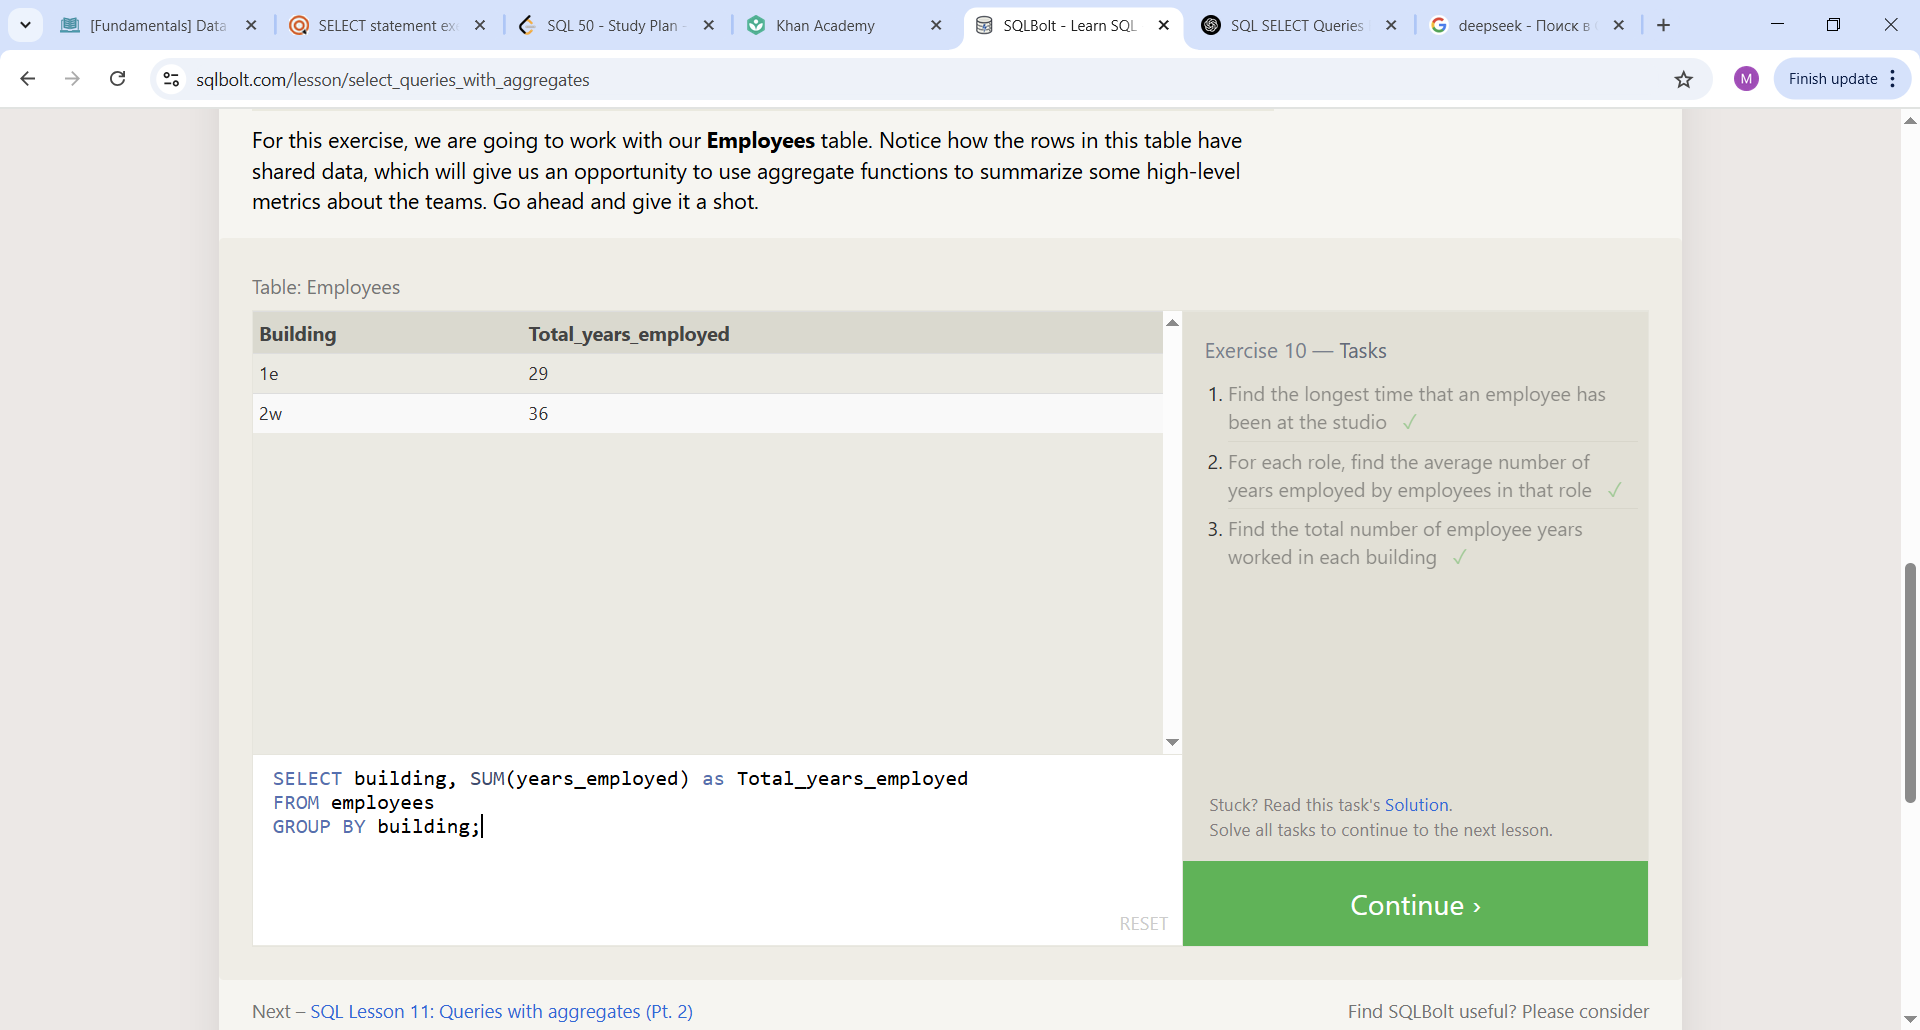 [Fundamentals] Data
SELECT statement exe
SQL 50 - Study Plan -
Khan Academy
SQLBolt - Learn SQL
SQL SELECT Queries
deepseek - Поиск в
sqlbolt.com/lesson/select_queries_with_aggregates
M
Finish update
For this exercise, we are going to work with our Employees table. Notice how the rows in this table have
shared data, which will give us an opportunity to use aggregate functions to summarize some high-level
metrics about the teams. Go ahead and give it a shot.
Table: Employees
Building Total_years_employed
1e 29
2w 36
SELECT building, SUM(years_employed) as Total_years_employed
FROM employees
GROUP BY building;
RESET
Exercise 10 — Tasks
1. Find the longest time that an employee has
been at the studio ✓
2. For each role, find the average number of
years employed by employees in that role ✓
3. Find the total number of employee years
worked in each building ✓
Stuck? Read this task's Solution.
Solve all tasks to continue to the next lesson.
Continue ›
Next – SQL Lesson 11: Queries with aggregates (Pt. 2)
Find SQLBolt useful? Please consider